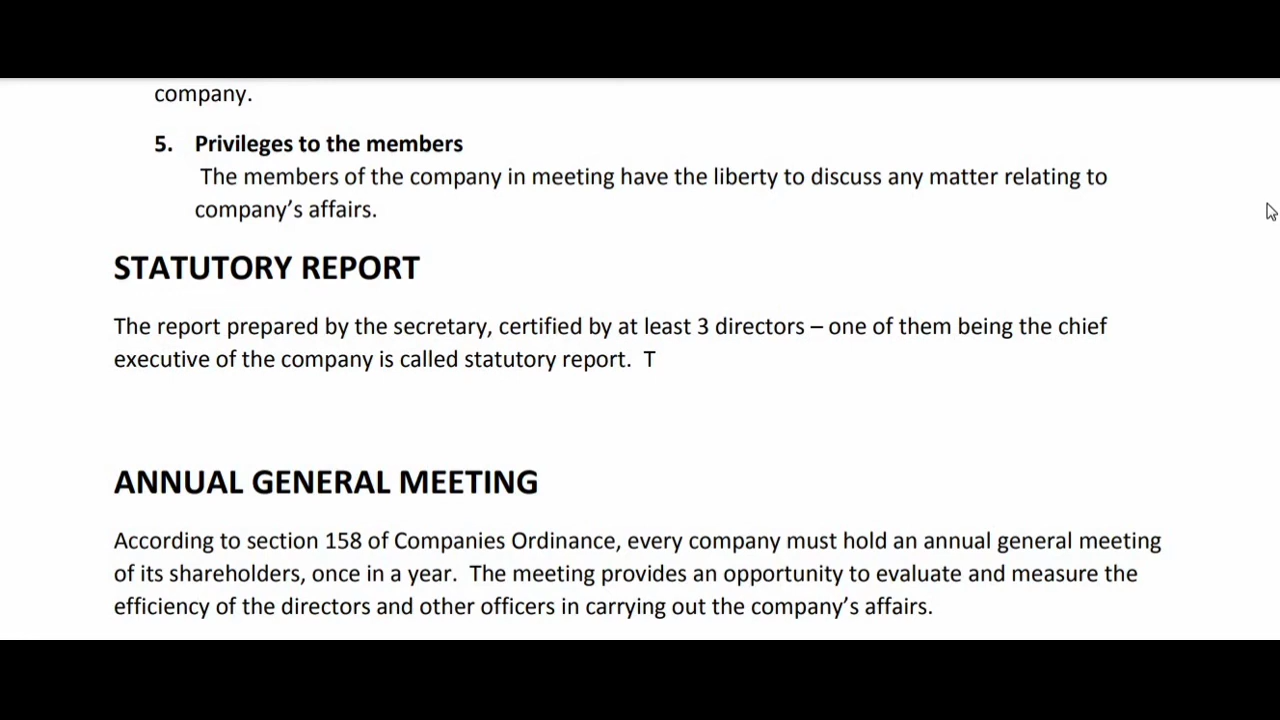 company.
5. Privileges to the members
The members of the company in meeting have the liberty to discuss any matter relating to
company’s affairs.
STATUTORY REPORT
The report prepared by the secretary, certified by at least 3 directors – one of them being the chief
executive of the company is called statutory report.  T
ANNUAL GENERAL MEETING
According to section 158 of Companies Ordinance, every company must hold an annual general meeting
of its shareholders, once in a year.  The meeting provides an opportunity to evaluate and measure the
efficiency of the directors and other officers in carrying out the company’s affairs.